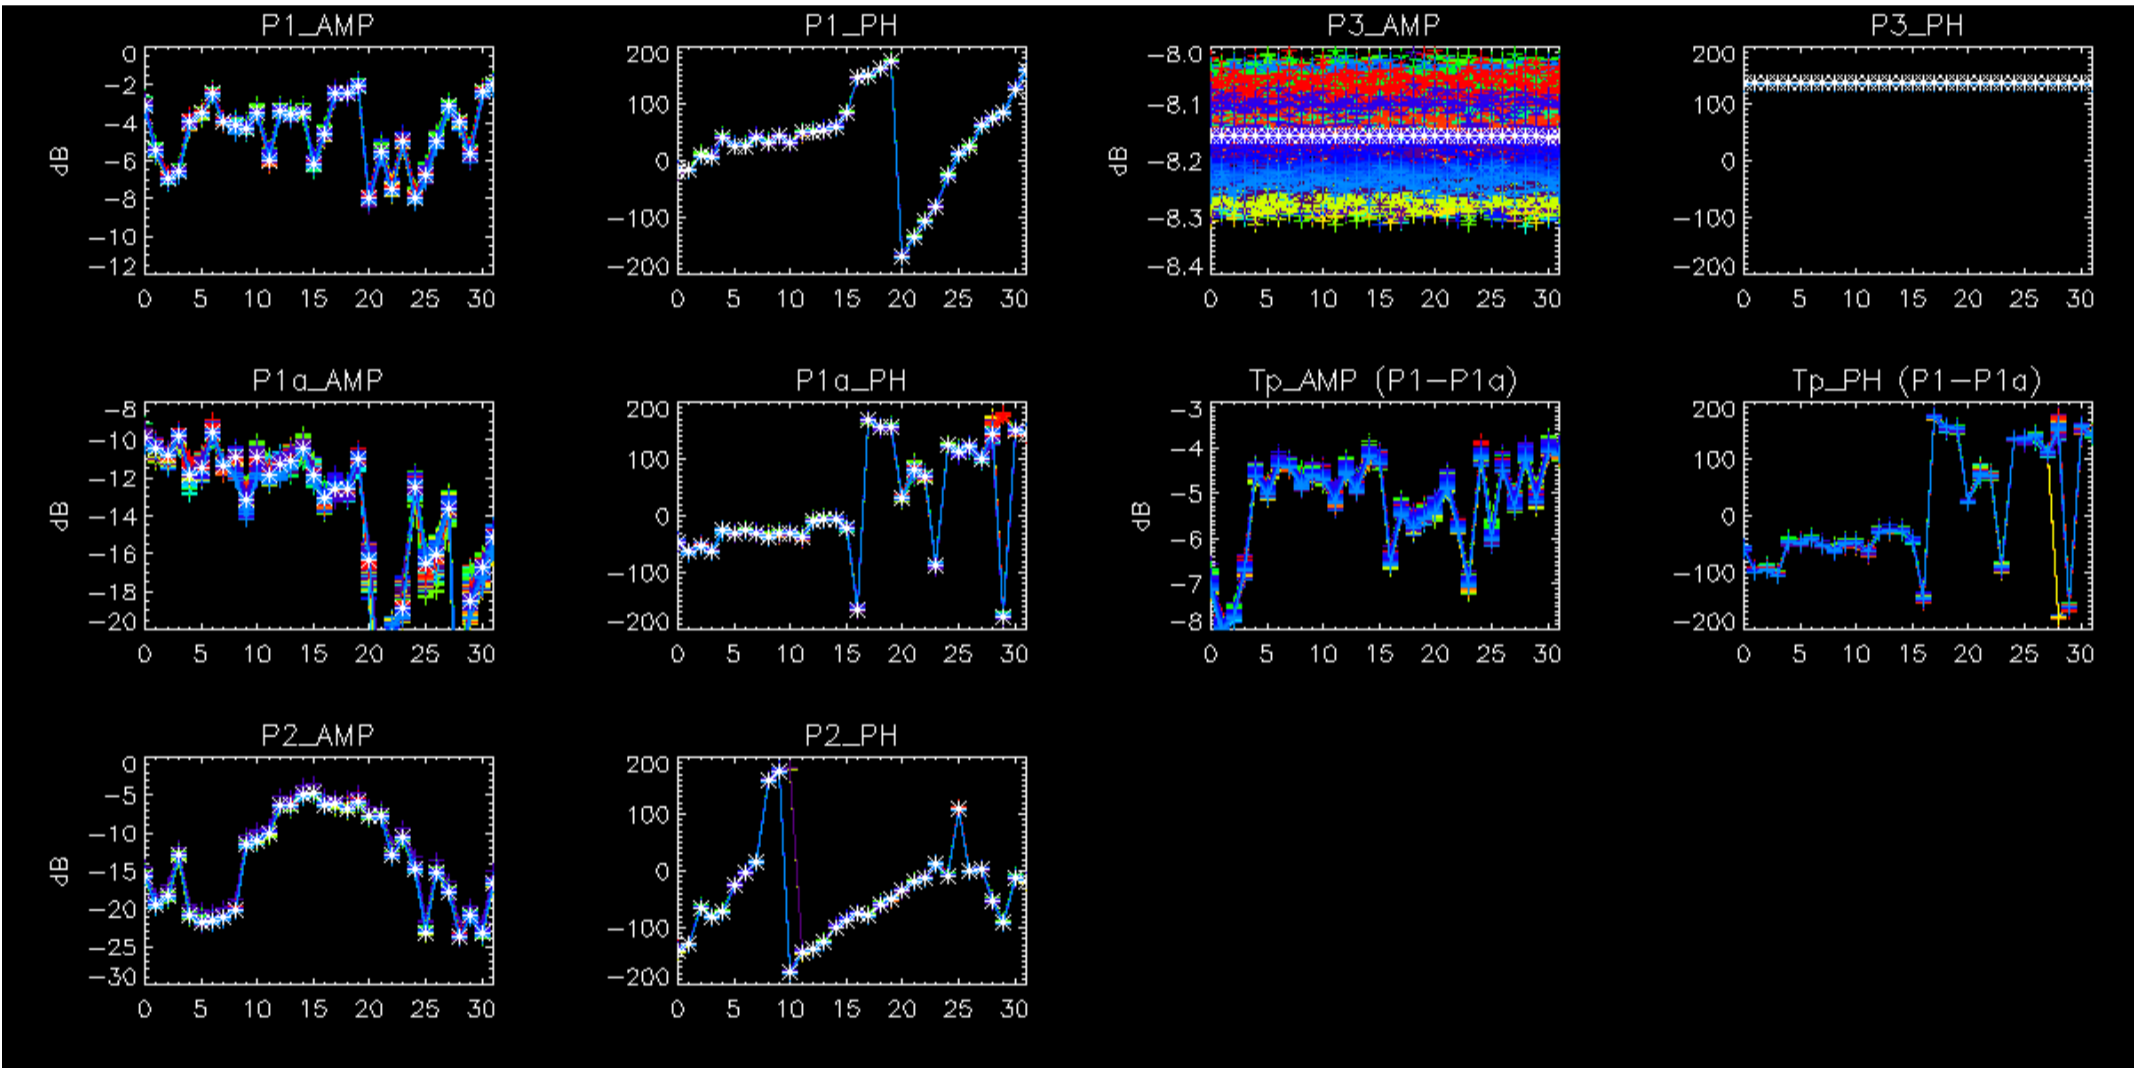 P1_AMP P1_PH P3_AMP P3_PH
0 200 -8.0 200
-2 100 -8.1 100
-4 0 -8.2 0
-6 -100 -8.3 -100
-8 -200 -8.4 -200
-10
-12
dB dB
0 5 10 15 20 25 30 0 5 10 15 20 25 30 0 5 10 15 20 25 30 0 5 10 15 20 25 30
P1a_AMP P1a_PH Tp_AMP (P1-P1a) Tp_PH (P1-P1a)
-8 200 -3 200
-10 100 -4 100
-12 0 -5 0
-14 -100 -6 -100
-16 -200 -7 -200
-18 -8
-20
dB dB
0 5 10 15 20 25 30 0 5 10 15 20 25 30 0 5 10 15 20 25 30 0 5 10 15 20 25 30
P2_AMP P2_PH
0 200
-5 100
-10 0
-15 -100
-20 -200
-25
-30
dB
0 5 10 15 20 25 30 0 5 10 15 20 25 30